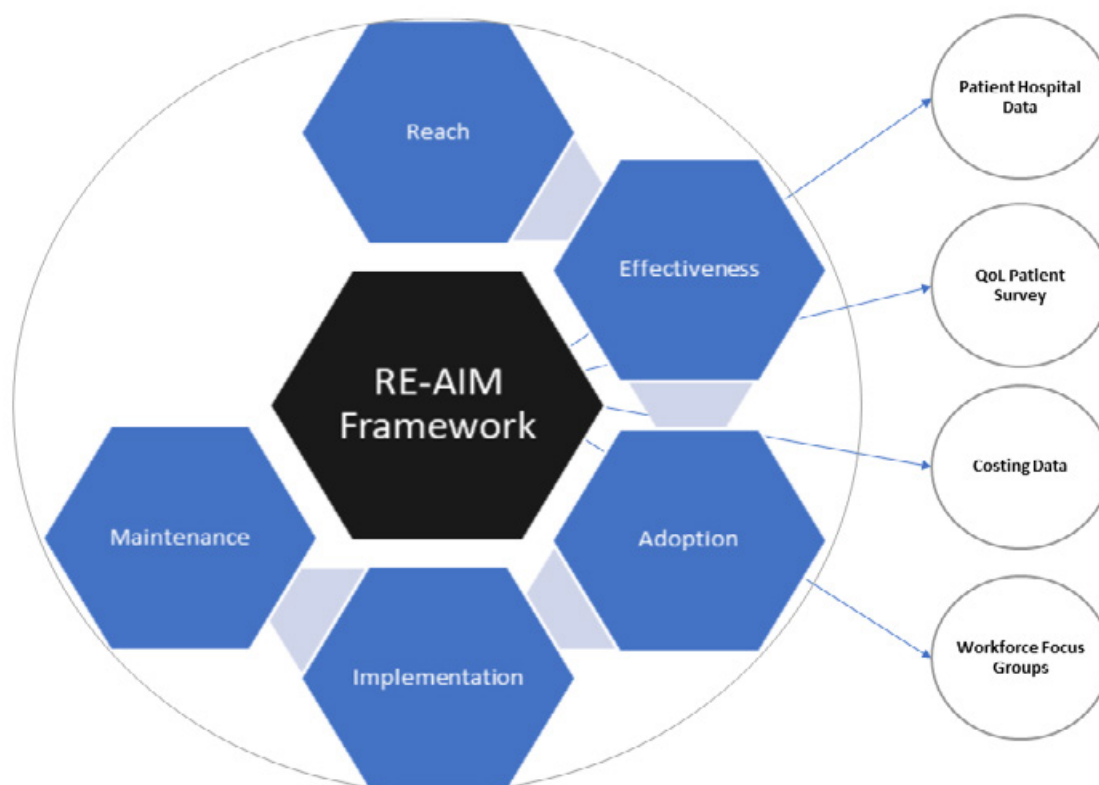 Reach
Effectiveness
RE-AIM
Framework
Maintenance
Adoption
Implementation
Patient Hospital
Data
QoL Patient
Survey
Costing Data
Workforce Focus
Groups